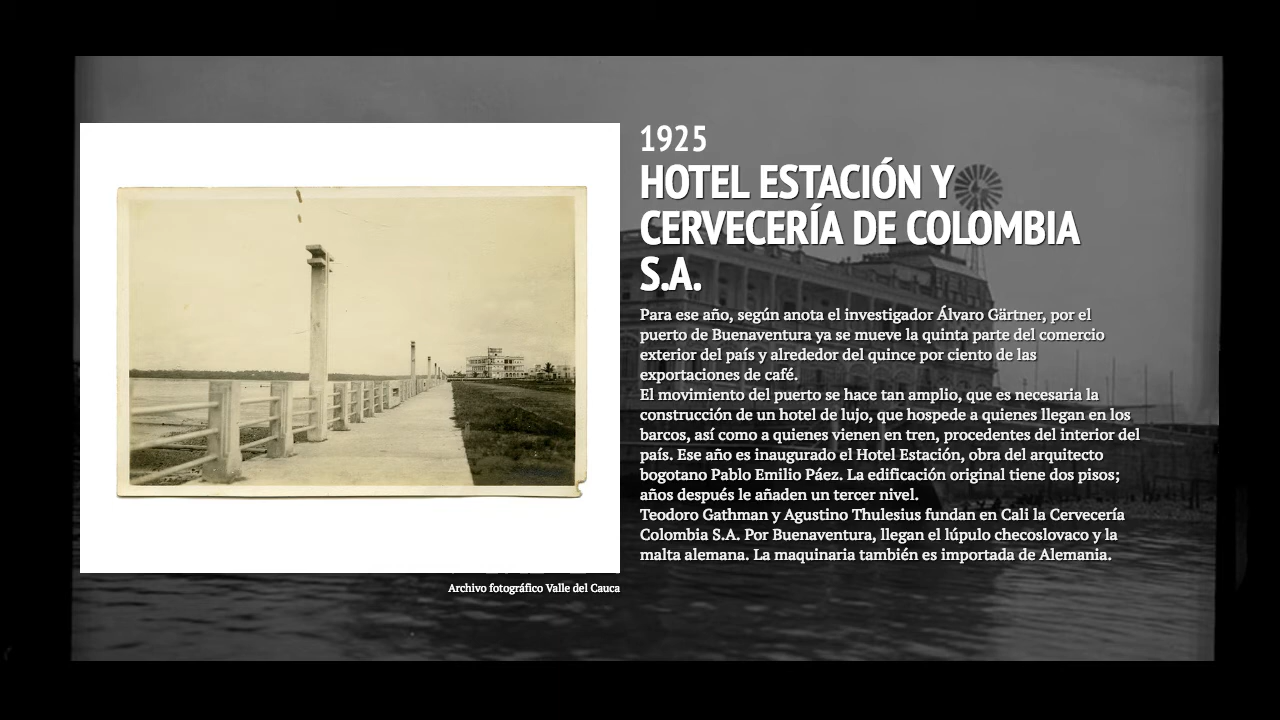 1925
HOTEL ESTACIÓN Y
CERVECERÍA DE COLOMBIA
S.A.
Para ese año, según anota el investigador Álvaro Gärtner, por el
puerto de Buenaventura ya se mueve la quinta parte del comercio
exterior del país y alrededor del quince por ciento de las
exportaciones de café.
El movimiento del puerto se hace tan amplio, que es necesaria la
construcción de un hotel de lujo, que hospede a quienes llegan en los
barcos, así como a quienes vienen en tren, procedentes del interior del
país. Ese año es inaugurado el Hotel Estación, obra del arquitecto
bogotano Pablo Emilio Páez. La edificación original tiene dos pisos;
años después le añaden un tercer nivel.
Teodoro Gathman y Agustino Thulesius fundan en Cali la Cervecería
Colombia S.A. Por Buenaventura, llegan el lúpulo checoslovaco y la
malta alemana. La maquinaria también es importada de Alemania.
Archivo fotográfico Valle del Cauca